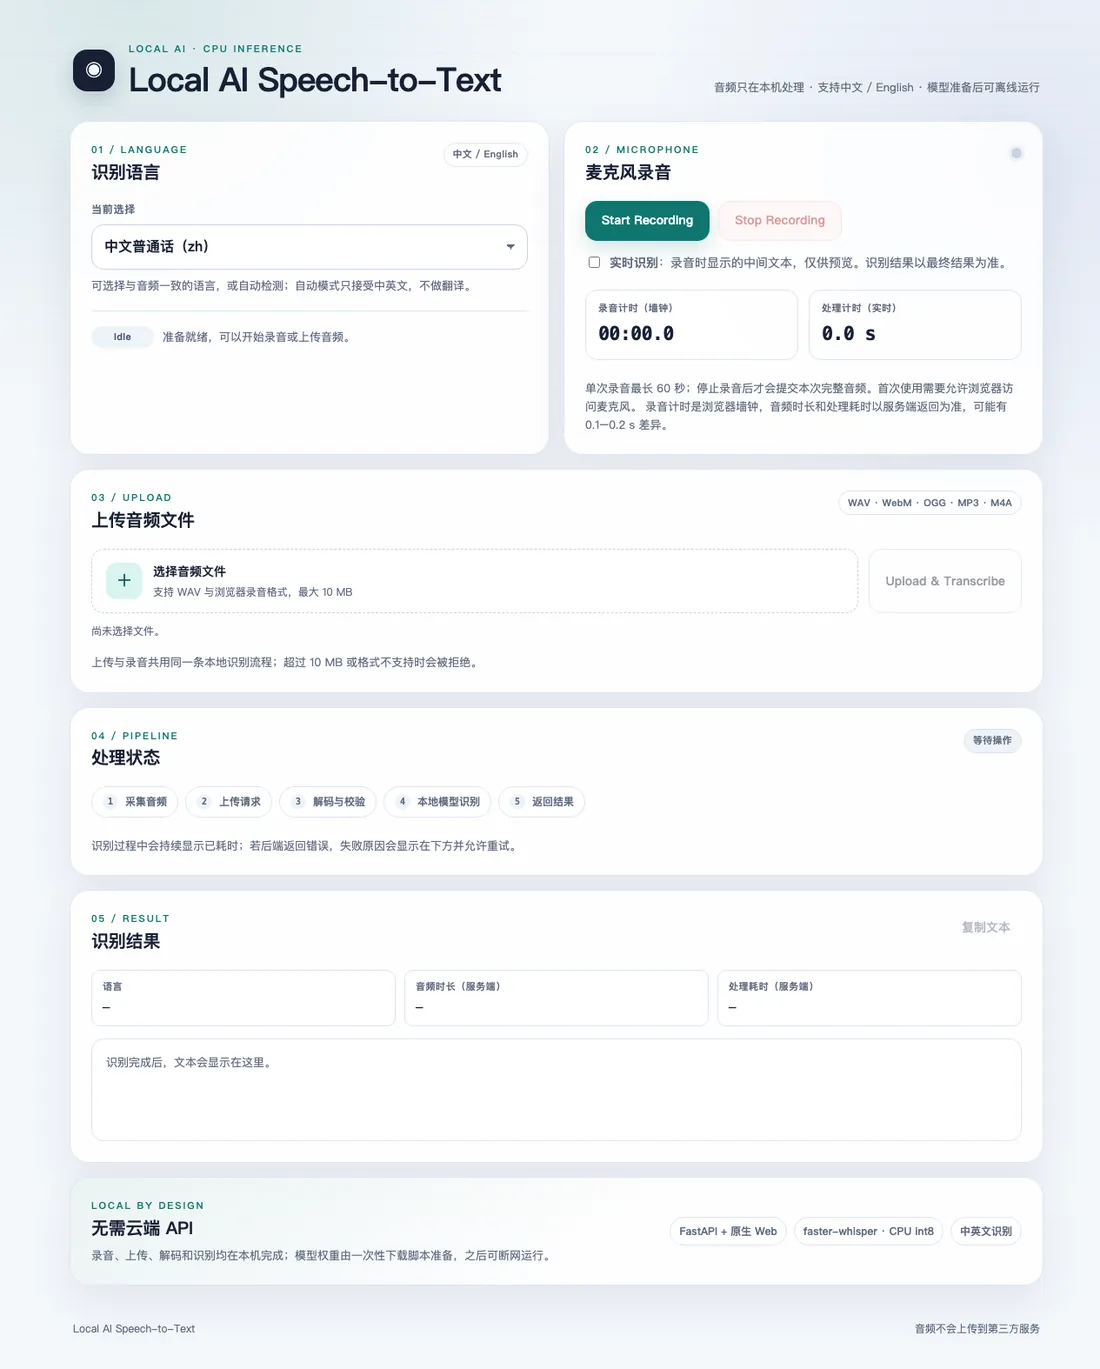 LOCAL AI · CPU INFERENCE
Local AI Speech-to-Text
音频只在本机处理 · 支持中文 / English · 模型准备后可离线运行
01 / LANGUAGE
识别语言
中文 / English
当前选择
中文普通话（zh）
可选择与音频一致的语言，或自动检测；自动模式只接受中英文，不做翻译。
Idle
准备就绪，可以开始录音或上传音频。
02 / MICROPHONE
麦克风录音
Start Recording
Stop Recording
实时识别：录音时显示的中间文本，仅供预览。识别结果以最终结果为准。
录音计时（墙钟）
00:00.0
处理计时（实时）
0.0 s
单次录音最长 60 秒；停止录音后才会提交本次完整音频。首次使用需要允许浏览器访
问麦克风。 录音计时是浏览器墙钟，音频时长和处理耗时以服务端返回为准，可能有
0.1–0.2 s 差异。
03 / UPLOAD
上传音频文件
WAV · WebM · OGG · MP3 · M4A
选择音频文件
支持 WAV 与浏览器录音格式，最大 10 MB
Upload & Transcribe
尚未选择文件。
上传与录音共用同一条本地识别流程；超过 10 MB 或格式不支持时会被拒绝。
04 / PIPELINE
处理状态
等待操作
1 采集音频
2 上传请求
3 解码与校验
4 本地模型识别
5 返回结果
识别过程中会持续显示已耗时；若后端返回错误，失败原因会显示在下方并允许重试。
05 / RESULT
识别结果
复制文本
语言
—
音频时长（服务端）
—
处理耗时（服务端）
—
识别完成后，文本会显示在这里。
LOCAL BY DESIGN
无需云端 API
录音、上传、解码和识别均在本机完成；模型权重由一次性下载脚本准备，之后可断网运行。
FastAPI + 原生 Web
faster-whisper · CPU int8
中英文识别
Local AI Speech-to-Text
音频不会上传到第三方服务